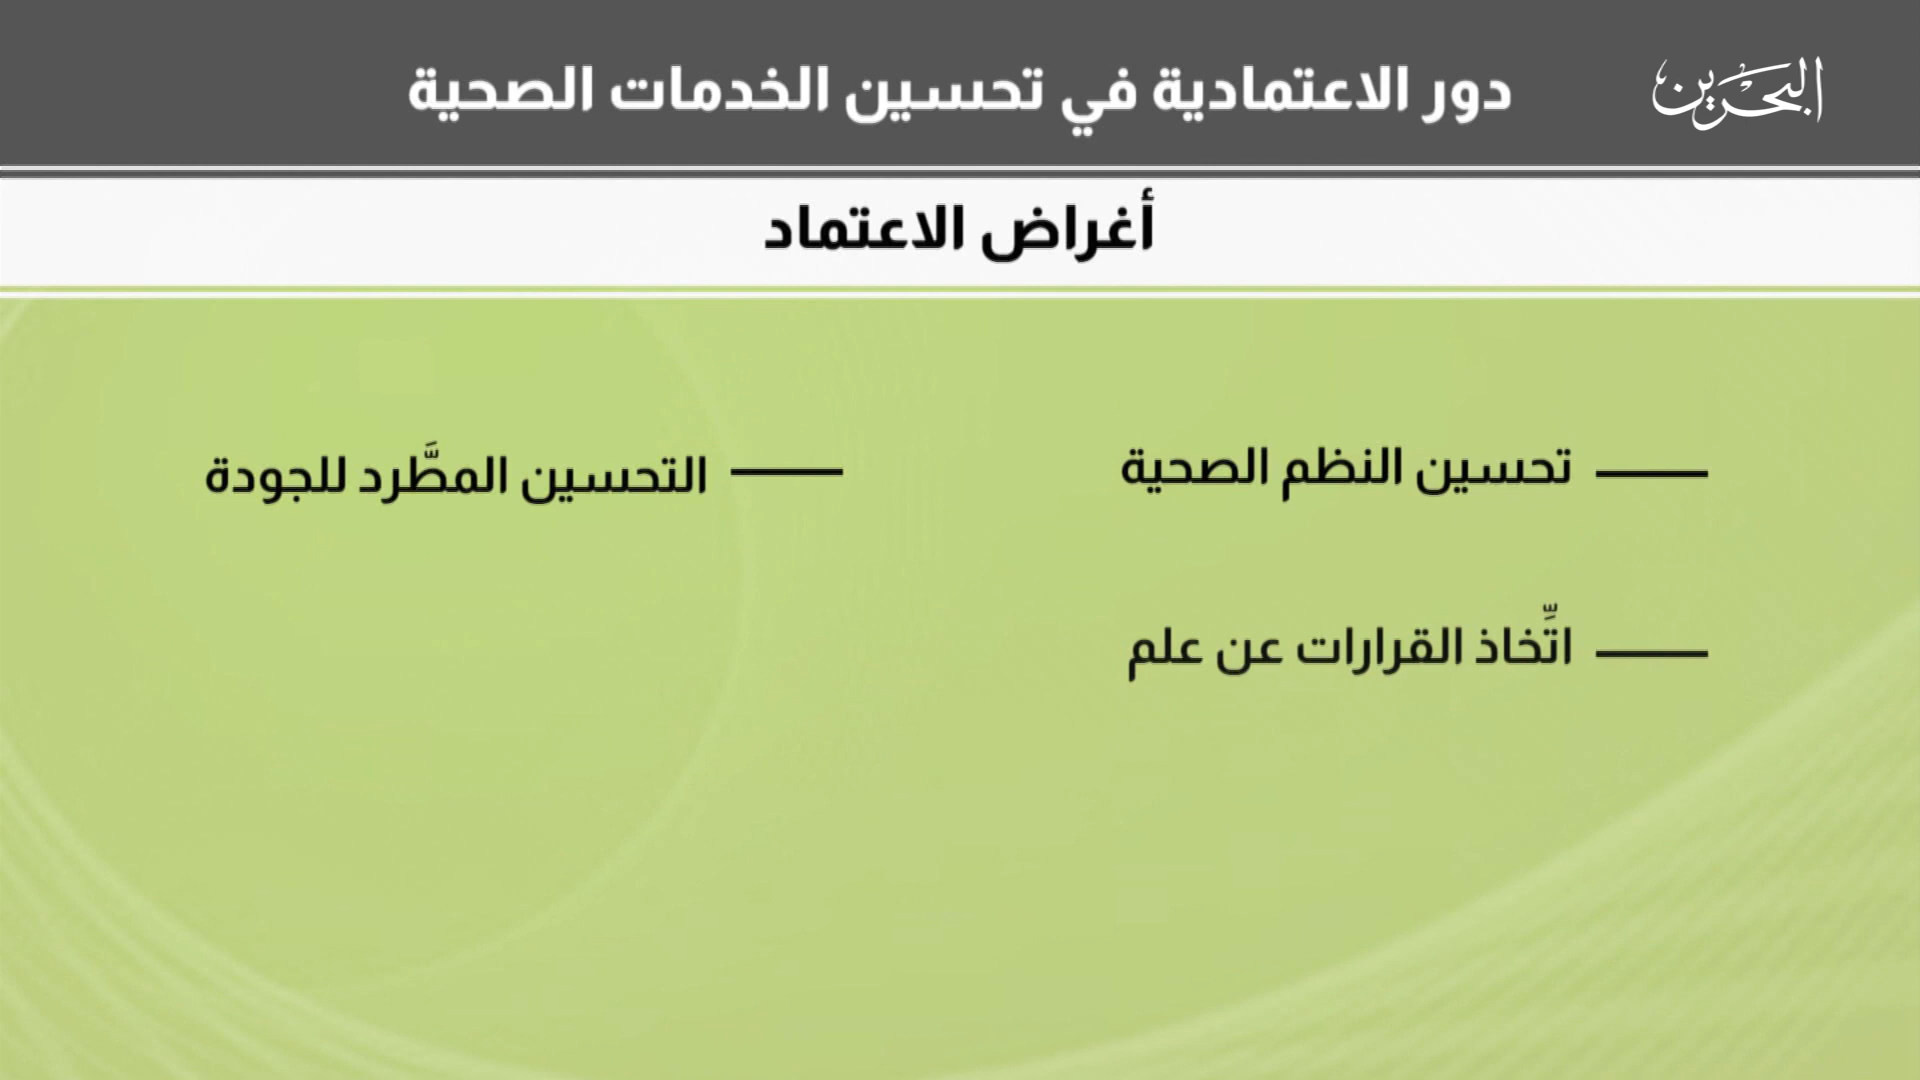 البحرين
دور الاعتمادية في تحسين الخدمات الصحية
أغراض الاعتماد
تحسين النظم الصحية
التحسين المطَّرد للجودة
اتِّخاذ القرارات عن علم